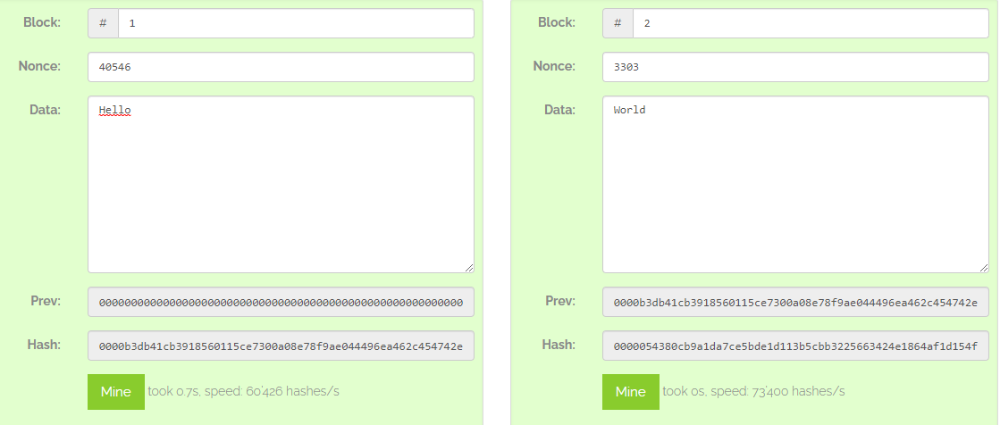 Block: # 1
Nonce: 40546
Data: Hello
Prev: 000000000000000000000000000000000000000000000000000000000
Hash: 0000b3db41cb3918560115ce7300a08e78f9ae044496ea462c454742e
Mine took 0.7s, speed: 60'426 hashes/s
Block: # 2
Nonce: 3303
Data: World
Prev: 0000b3db41cb3918560115ce7300a08e78f9ae044496ea462c454742e
Hash: 0000054380cb9a1da7ce5bde1d113b5cbb3225663424e1864af1d154f
Mine took 0s, speed: 73'400 hashes/s